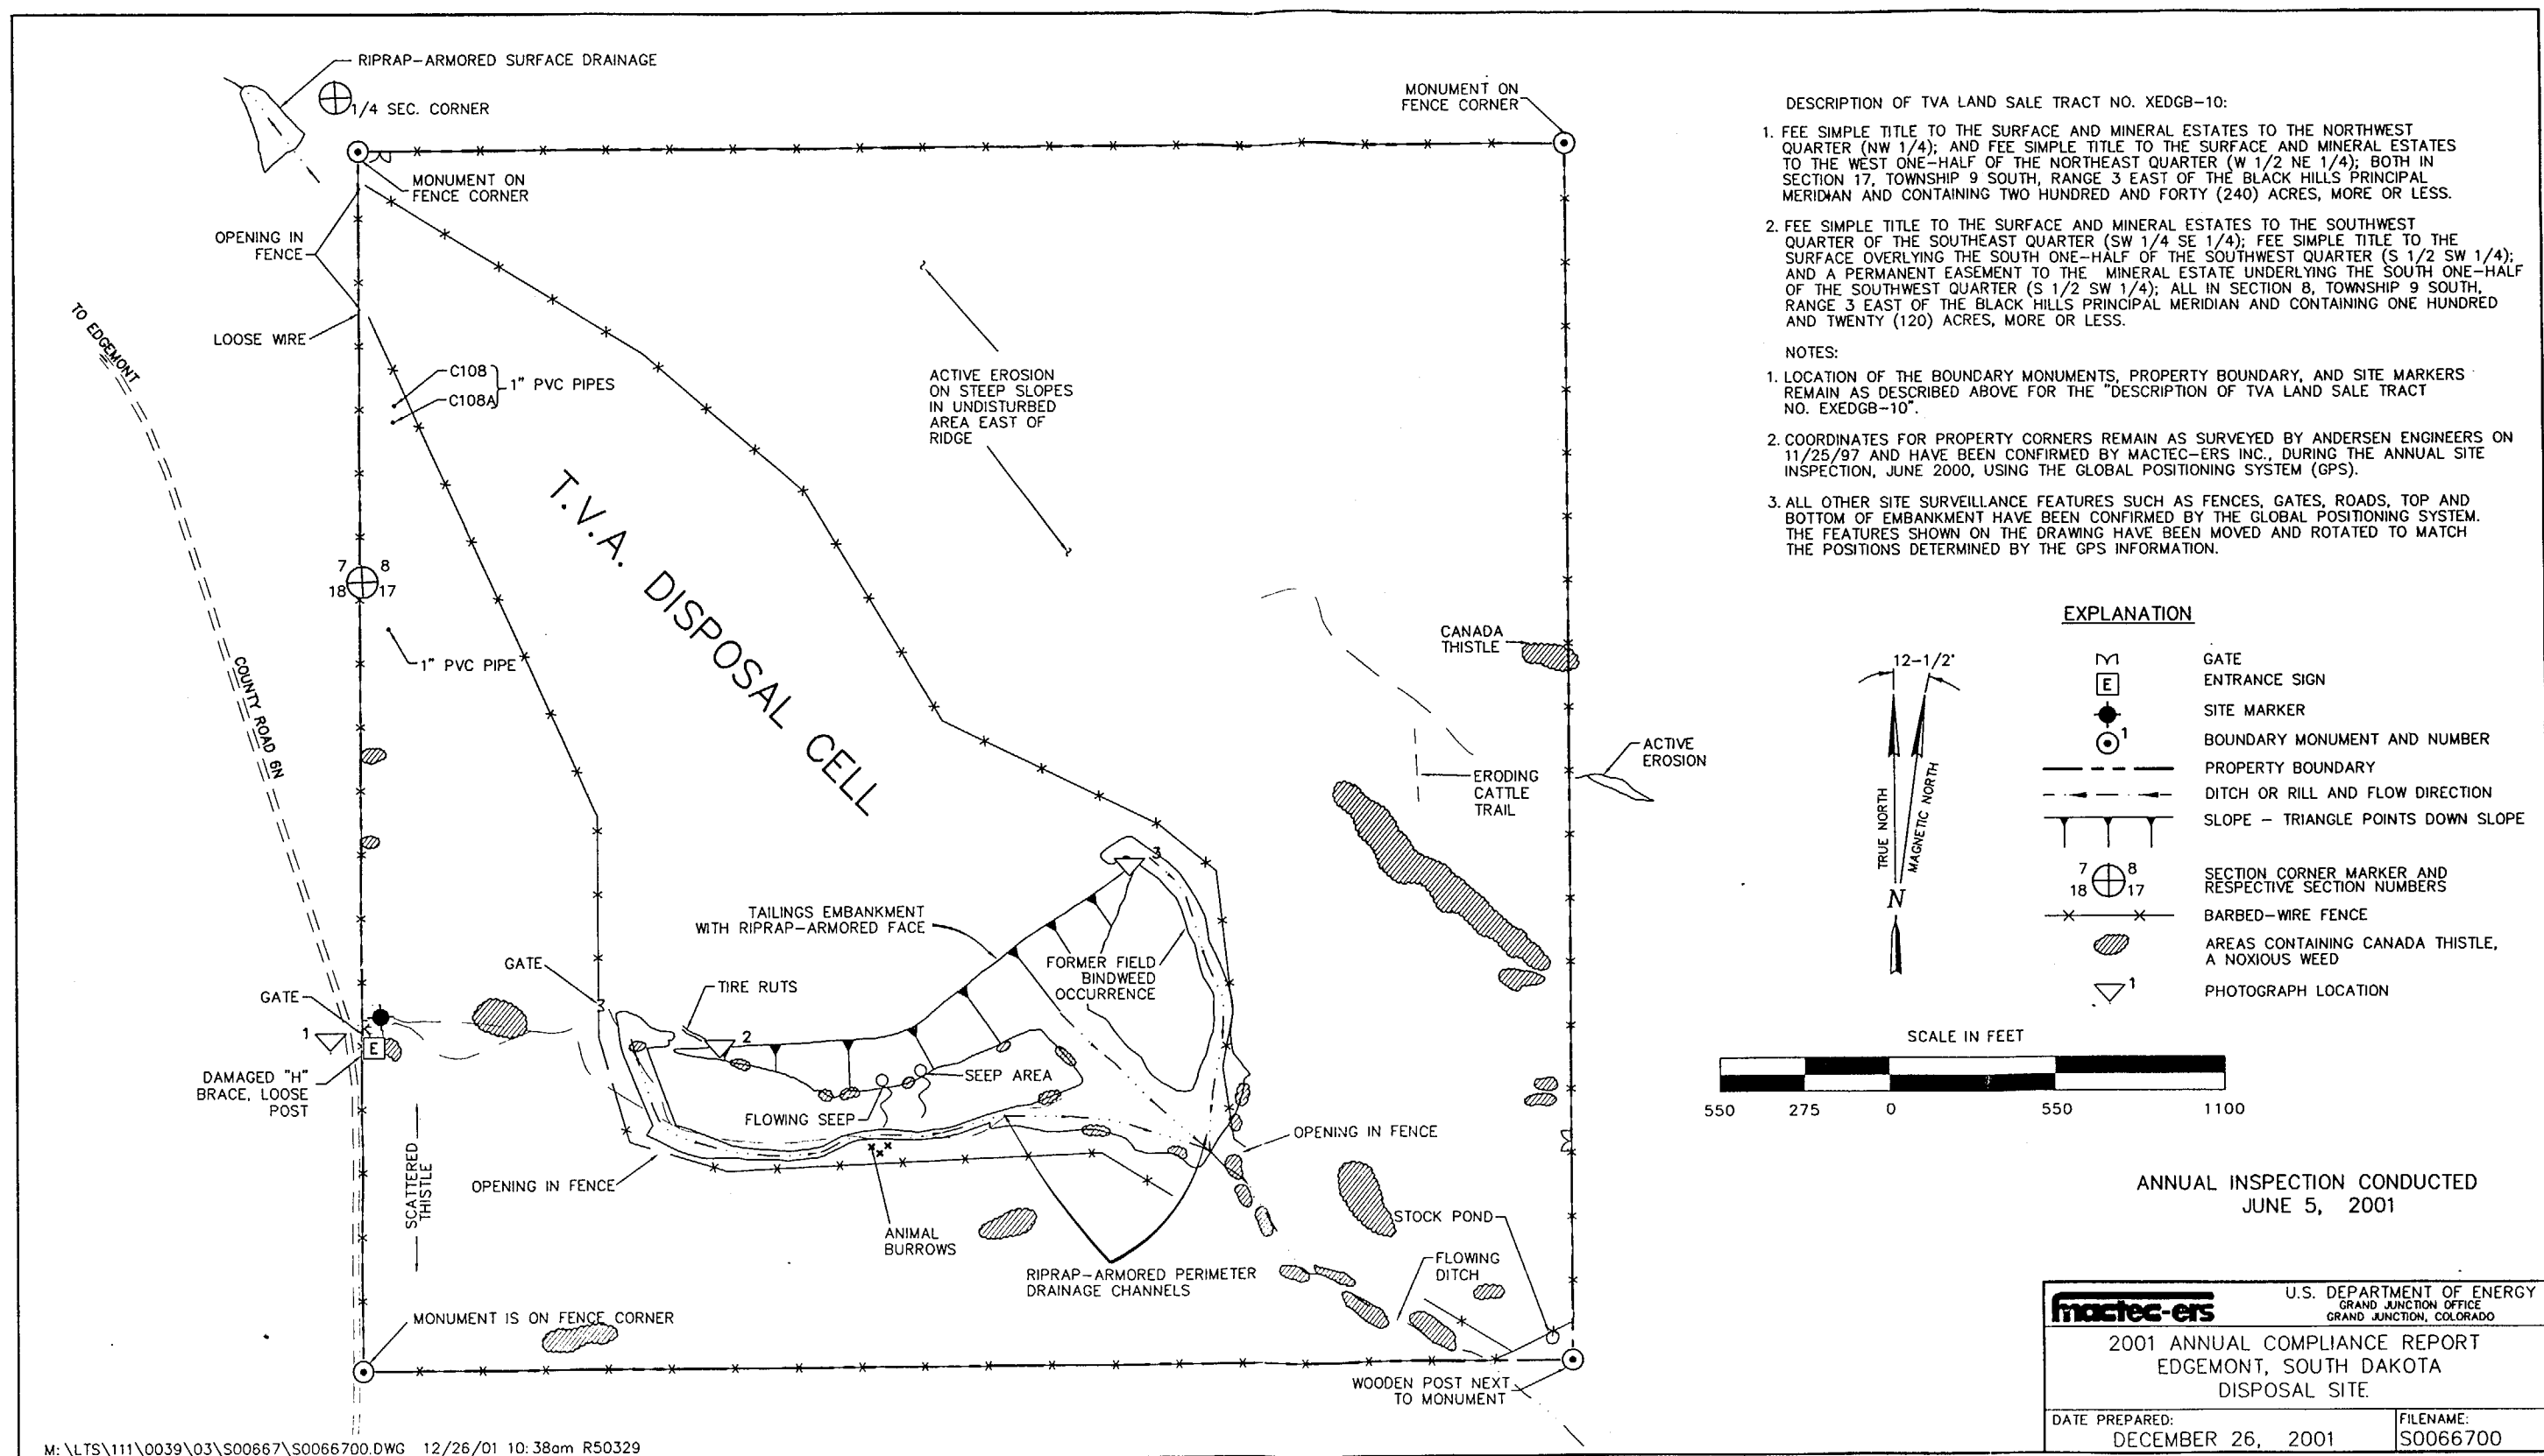 RIPRAP-ARMORED SURFACE DRAINAGE
1/4 SEC. CORNER
MONUMENT ON
FENCE CORNER
MONUMENT ON
FENCE CORNER
OPENING IN
FENCE
LOOSE WIRE
TO EDGEMONT
C108
C108A
1" PVC PIPES
ACTIVE EROSION
ON STEEP SLOPES
IN UNDISTURBED
AREA EAST OF
RIDGE
T.V.A. DISPOSAL CELL
7 8
18 17
1" PVC PIPE
COUNTY ROAD 6N
CANADA
THISTLE
ACTIVE
EROSION
ERODING
CATTLE
TRAIL
3
TAILINGS EMBANKMENT
WITH RIPRAP-ARMORED FACE
GATE
TIRE RUTS
FORMER FIELD
BINDWEED
OCCURRENCE
GATE
1
E
2
DAMAGED "H"
BRACE, LOOSE
POST
SEEP AREA
FLOWING SEEP
OPENING IN FENCE
SCATTERED
THISTLE
OPENING IN FENCE
ANIMAL
BURROWS
STOCK POND
FLOWING
DITCH
RIPRAP-ARMORED PERIMETER
DRAINAGE CHANNELS
MONUMENT IS ON FENCE CORNER
WOODEN POST NEXT
TO MONUMENT
M:\LTS\111\0039\03\S00667\S0066700.DWG 12/26/01 10:38am R50329
DESCRIPTION OF TVA LAND SALE TRACT NO. XEDGB-10:
1. FEE SIMPLE TITLE TO THE SURFACE AND MINERAL ESTATES TO THE NORTHWEST
QUARTER (NW 1/4); AND FEE SIMPLE TITLE TO THE SURFACE AND MINERAL ESTATES
TO THE WEST ONE-HALF OF THE NORTHEAST QUARTER (W 1/2 NE 1/4); BOTH IN
SECTION 17, TOWNSHIP 9 SOUTH, RANGE 3 EAST OF THE BLACK HILLS PRINCIPAL
MERIDIAN AND CONTAINING TWO HUNDRED AND FORTY (240) ACRES, MORE OR LESS.
2. FEE SIMPLE TITLE TO THE SURFACE AND MINERAL ESTATES TO THE SOUTHWEST
QUARTER OF THE SOUTHEAST QUARTER (SW 1/4 SE 1/4); FEE SIMPLE TITLE TO THE
SURFACE OVERLYING THE SOUTH ONE-HALF OF THE SOUTHWEST QUARTER (S 1/2 SW 1/4);
AND A PERMANENT EASEMENT TO THE MINERAL ESTATE UNDERLYING THE SOUTH ONE-HALF
OF THE SOUTHWEST QUARTER (S 1/2 SW 1/4); ALL IN SECTION 8, TOWNSHIP 9 SOUTH,
RANGE 3 EAST OF THE BLACK HILLS PRINCIPAL MERIDIAN AND CONTAINING ONE HUNDRED
AND TWENTY (120) ACRES, MORE OR LESS.
NOTES:
1. LOCATION OF THE BOUNDARY MONUMENTS, PROPERTY BOUNDARY, AND SITE MARKERS
REMAIN AS DESCRIBED ABOVE FOR THE "DESCRIPTION OF TVA LAND SALE TRACT
NO. EXEDGB-10".
2. COORDINATES FOR PROPERTY CORNERS REMAIN AS SURVEYED BY ANDERSEN ENGINEERS ON
11/25/97 AND HAVE BEEN CONFIRMED BY MACTEC-ERS INC., DURING THE ANNUAL SITE
INSPECTION, JUNE 2000, USING THE GLOBAL POSITIONING SYSTEM (GPS).
3. ALL OTHER SITE SURVEILLANCE FEATURES SUCH AS FENCES, GATES, ROADS, TOP AND
BOTTOM OF EMBANKMENT HAVE BEEN CONFIRMED BY THE GLOBAL POSITIONING SYSTEM.
THE FEATURES SHOWN ON THE DRAWING HAVE BEEN MOVED AND ROTATED TO MATCH
THE POSITIONS DETERMINED BY THE GPS INFORMATION.
EXPLANATION
GATE
E ENTRANCE SIGN
SITE MARKER
1 BOUNDARY MONUMENT AND NUMBER
PROPERTY BOUNDARY
DITCH OR RILL AND FLOW DIRECTION
SLOPE - TRIANGLE POINTS DOWN SLOPE
7 8
18 17
SECTION CORNER MARKER AND
RESPECTIVE SECTION NUMBERS
BARBED-WIRE FENCE
AREAS CONTAINING CANADA THISTLE,
A NOXIOUS WEED
1 PHOTOGRAPH LOCATION
12-1/2°
TRUE NORTH
MAGNETIC NORTH
N
SCALE IN FEET
550 275 0 550 1100
ANNUAL INSPECTION CONDUCTED
JUNE 5, 2001
mactec-ers
U.S. DEPARTMENT OF ENERGY
GRAND JUNCTION OFFICE
GRAND JUNCTION, COLORADO
2001 ANNUAL COMPLIANCE REPORT
EDGEMONT, SOUTH DAKOTA
DISPOSAL SITE
DATE PREPARED:
DECEMBER 26, 2001
FILENAME:
S0066700